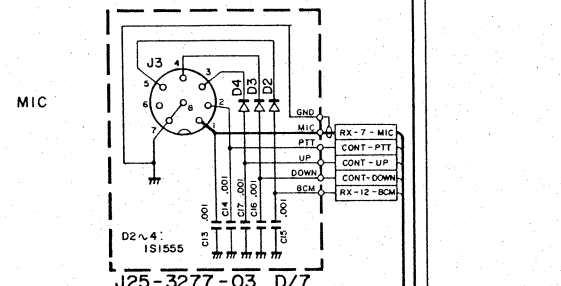 MIC
J3
4
5
3
6
8
2
7
1
D4
D3
D2
GND
MIC
PTT
UP
DOWN
8CM
RX-7-MIC
CONT-PTT
CONT-UP
CONT-DOWN
RX-12-8CM
C13 .001
C14 .001
C17 .001
C16 .001
C15 .001
D2~4:
1S1555
J25-3277-03 D/7